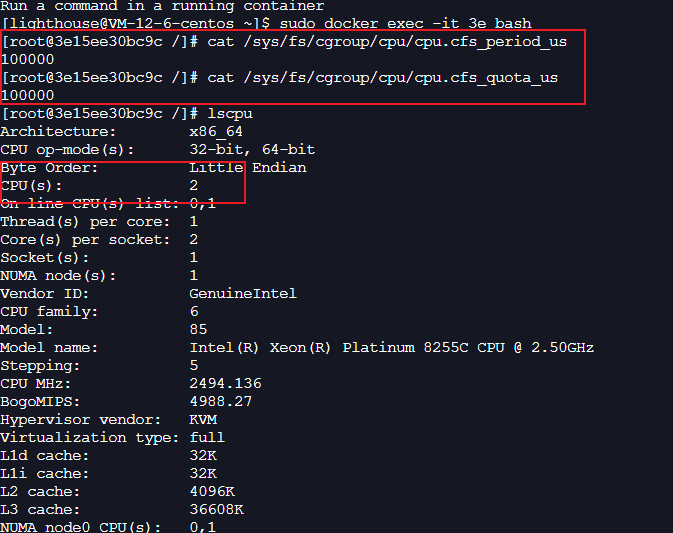 Run a command in a running container
[lighthouse@VM-12-6-centos ~]$ sudo docker exec -it 3e bash
[root@3e15ee30bc9c /]# cat /sys/fs/cgroup/cpu/cpu.cfs_period_us
100000
[root@3e15ee30bc9c /]# cat /sys/fs/cgroup/cpu/cpu.cfs_quota_us
100000
[root@3e15ee30bc9c /]# lscpu
Architecture:        x86_64
CPU op-mode(s):      32-bit, 64-bit
Byte Order:          Little Endian
CPU(s):              2
On-line CPU(s) list: 0,1
Thread(s) per core:  1
Core(s) per socket:  2
Socket(s):           1
NUMA node(s):        1
Vendor ID:           GenuineIntel
CPU family:          6
Model:               85
Model name:          Intel(R) Xeon(R) Platinum 8255C CPU @ 2.50GHz
Stepping:            5
CPU MHz:             2494.136
BogoMIPS:            4988.27
Hypervisor vendor:   KVM
Virtualization type: full
L1d cache:           32K
L1i cache:           32K
L2 cache:            4096K
L3 cache:            36608K
NUMA node0 CPU(s):   0,1